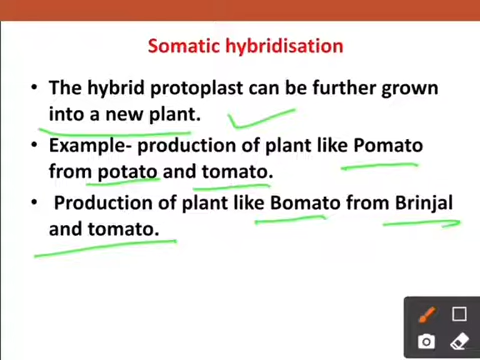 Somatic hybridisation
• The hybrid protoplast can be further grown
into a new plant.
• Example- production of plant like Pomato
from potato and tomato.
• Production of plant like Bomato from Brinjal
and tomato.